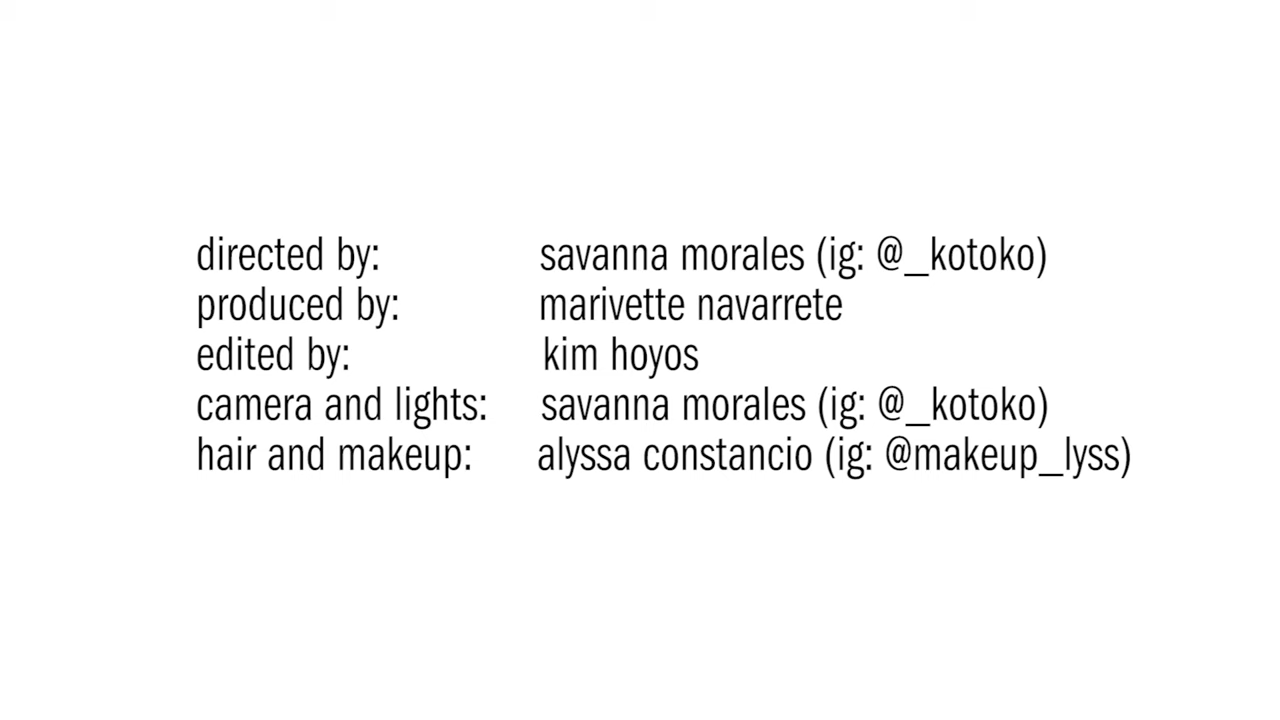 directed by: savanna morales (ig: @_kotoko)
produced by: marivette navarrete
edited by: kim hoyos
camera and lights: savanna morales (ig: @_kotoko)
hair and makeup: alyssa constancio (ig: @makeup_lyss)